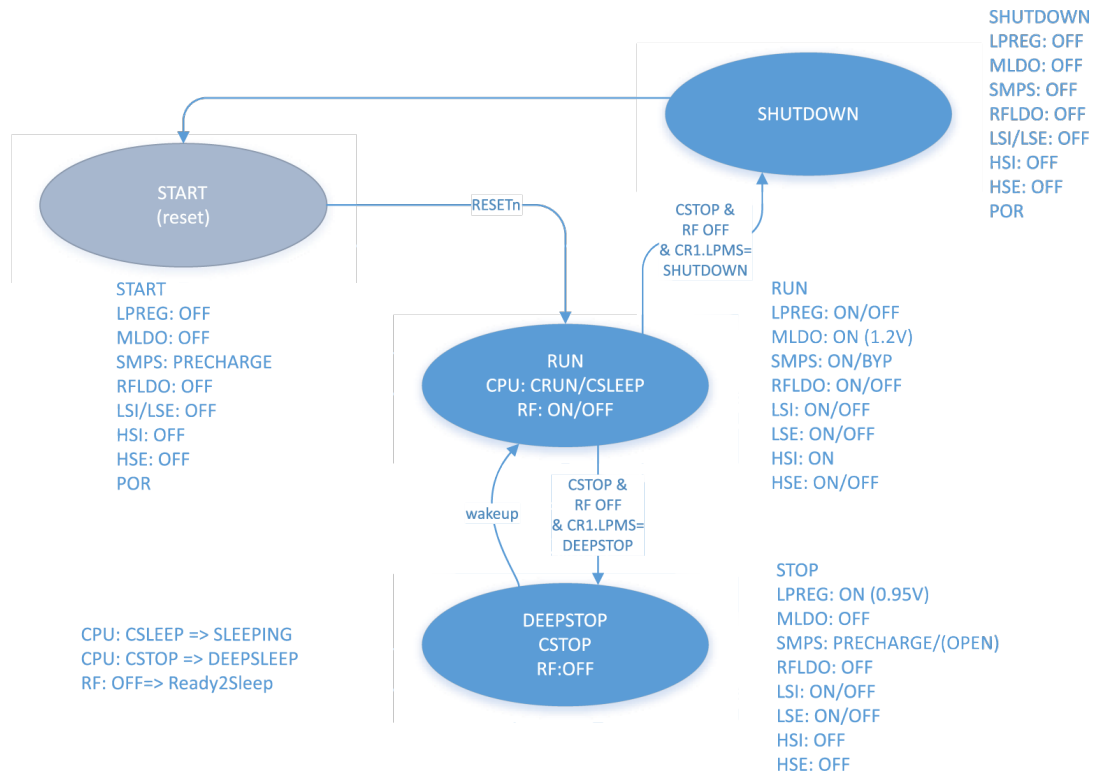 SHUTDOWN
LPREG: OFF
MLDO: OFF
SMPS: OFF
RFLDO: OFF
LSI/LSE: OFF
HSI: OFF
HSE: OFF
POR
SHUTDOWN
START
(reset)
RESETn
CSTOP &
RF OFF
& CR1.LPMS=
SHUTDOWN
START
LPREG: OFF
MLDO: OFF
SMPS: PRECHARGE
RFLDO: OFF
LSI/LSE: OFF
HSI: OFF
HSE: OFF
POR
RUN
CPU: CRUN/CSLEEP
RF: ON/OFF
RUN
LPREG: ON/OFF
MLDO: ON (1.2V)
SMPS: ON/BYP
RFLDO: ON/OFF
LSI: ON/OFF
LSE: ON/OFF
HSI: ON
HSE: ON/OFF
wakeup
CSTOP &
RF OFF
& CR1.LPMS=
DEEPSTOP
DEEPSTOP
CSTOP
RF:OFF
CPU: CSLEEP => SLEEPING
CPU: CSTOP => DEEPSLEEP
RF: OFF=> Ready2Sleep
STOP
LPREG: ON (0.95V)
MLDO: OFF
SMPS: PRECHARGE/(OPEN)
RFLDO: OFF
LSI: ON/OFF
LSE: ON/OFF
HSI: OFF
HSE: OFF